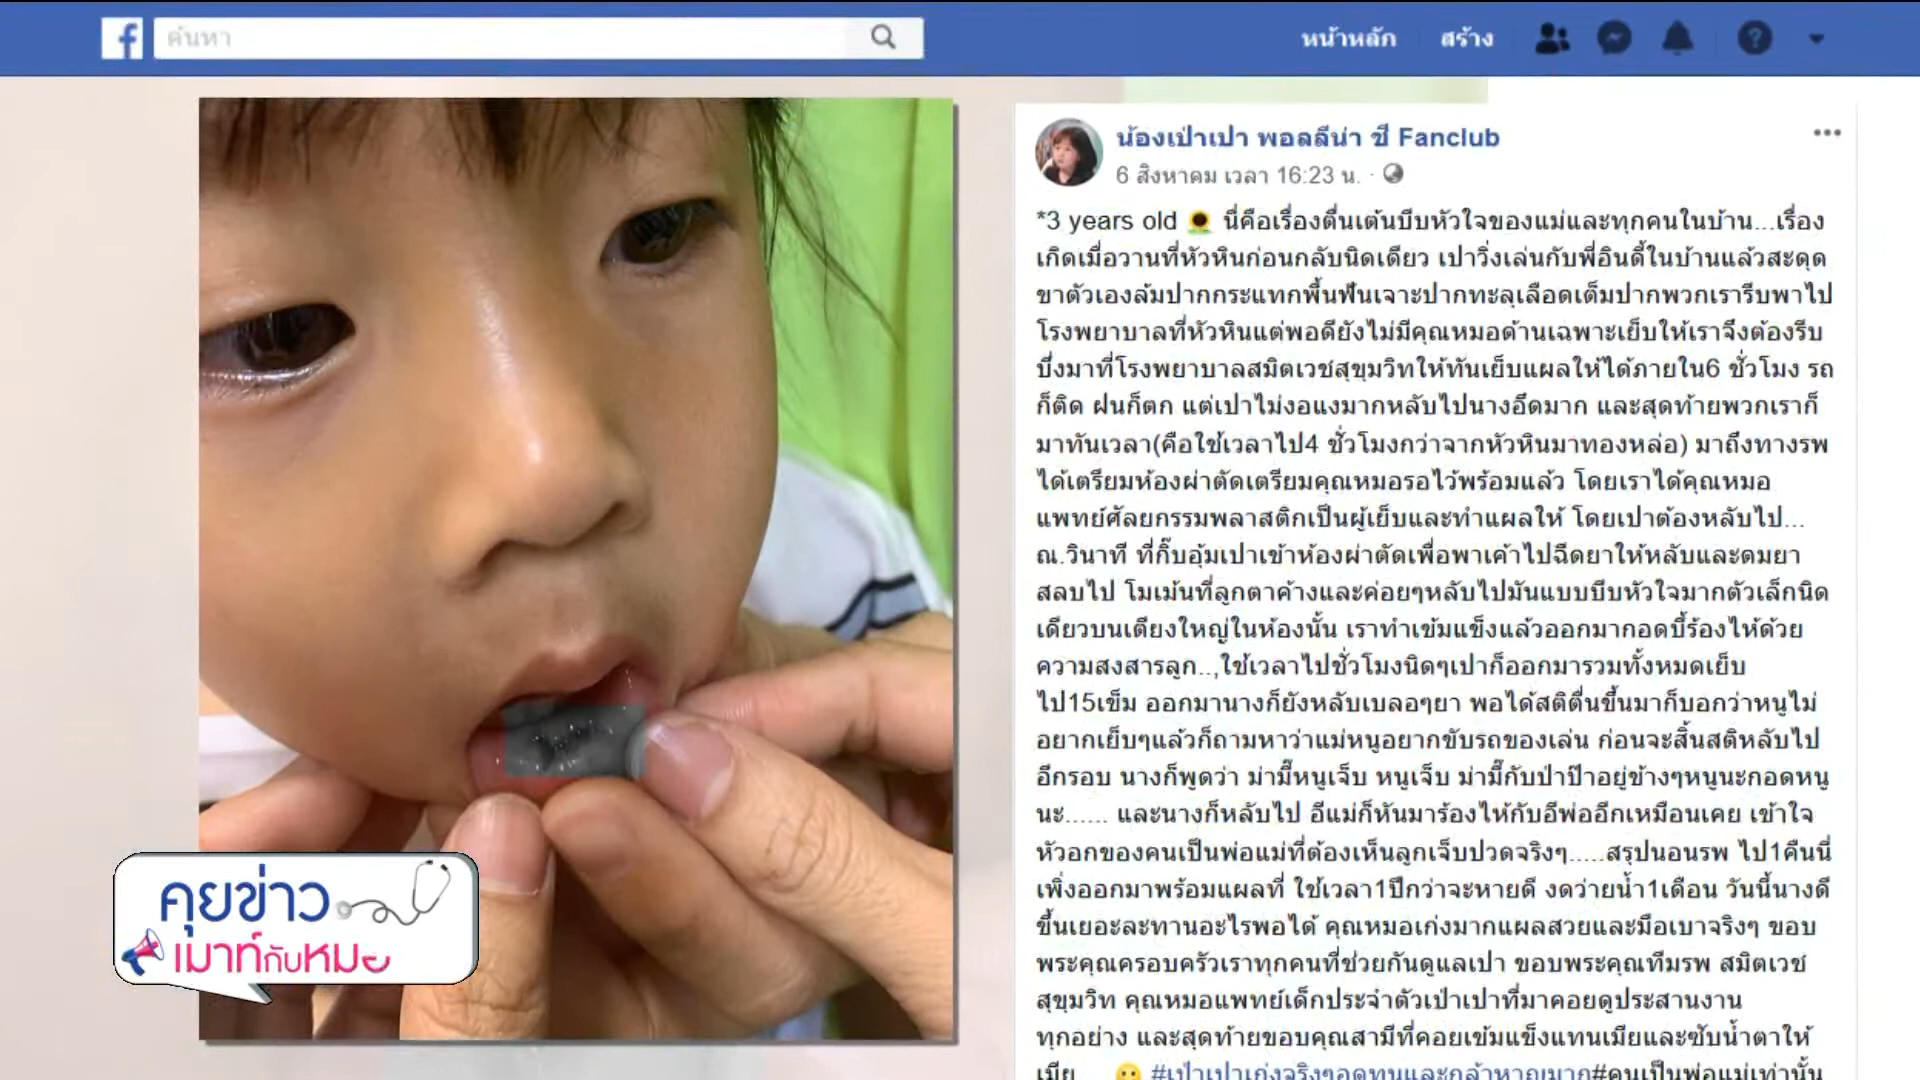 ค้นหา
หน้าหลัก สร้าง
น้องเป่าเปา พอลลีน่า ชี Fanclub
6 สิงหาคม เวลา 16:23 น.
*3 years old 🌻 นี่คือเรื่องตื่นเต้นบีบหัวใจของแม่และทุกคนในบ้าน...เรื่อง
เกิดเมื่อวานที่หัวหินก่อนกลับนิดเดียว เปาวิ่งเล่นกับพี่อินดี้ในบ้านแล้วสะดุด
ขาตัวเองล้มปากกระแทกพื้นฟันเจาะปากทะลุเลือดเต็มปากพวกเรารีบพาไป
โรงพยาบาลที่หัวหินแต่พอดียังไม่มีคุณหมอด้านเฉพาะเย็บให้เราจึงต้องรีบ
บึ่งมาที่โรงพยาบาลสมิตเวชสุขุมวิทให้ทันเย็บแผลให้ได้ภายใน6 ชั่วโมง รถ
ก็ติด ฝนก็ตก แต่เปาไม่งอแงมากหลับไปนางอึดมาก และสุดท้ายพวกเราก็
มาทันเวลา(คือใช้เวลาไป4 ชั่วโมงกว่าจากหัวหินมาทองหล่อ) มาถึงทางรพ
ได้เตรียมห้องผ่าตัดเตรียมคุณหมอรอไว้พร้อมแล้ว โดยเราได้คุณหมอ
แพทย์ศัลยกรรมพลาสติกเป็นผู้เย็บและทำแผลให้ โดยเปาต้องหลับไป...
ณ.วินาที ที่กิ๊บอุ้มเปาเข้าห้องผ่าตัดเพื่อพาเค้าไปฉีดยาให้หลับและดมยา
สลบไป โมเม้นที่ลูกตาค้างและค่อยๆหลับไปมันแบบบีบหัวใจมากตัวเล็กนิด
เดียวบนเตียงใหญ่ในห้องนั้น เราทำเข้มแข็งแล้วออกมากอดบี้ร้องไห้ด้วย
ความสงสารลูก..,ใช้เวลาไปชั่วโมงนิดๆเปาก็ออกมารวมทั้งหมดเย็บ
ไป15เข็ม ออกมานางก็ยังหลับเบลอๆยา พอได้สติตื่นขึ้นมาก็บอกว่าหนูไม่
อยากเย็บๆแล้วก็ถามหาว่าแม่หนูอยากขับรถของเล่น ก่อนจะสิ้นสติหลับไป
อีกรอบ นางก็พูดว่า ม่ามี๊หนูเจ็บ หนูเจ็บ ม่ามี๊กับป่าป๊าอยู่ข้างๆหนูนะกอดหนู
นะ...... และนางก็หลับไป อีแม่ก็หันมาร้องไห้กับอีพ่ออีกเหมือนเคย เข้าใจ
หัวอกของคนเป็นพ่อแม่ที่ต้องเห็นลูกเจ็บปวดจริงๆ.....สรุปนอนรพ ไป1คืนนี่
เพิ่งออกมาพร้อมแผลที่ ใช้เวลา1ปีกว่าจะหายดี งดว่ายน้ำ1เดือน วันนี้นางดี
ขึ้นเยอะละทานอะไรพอได้ คุณหมอเก่งมากแผลสวยและมือเบาจริงๆ ขอบ
พระคุณครอบครัวเราทุกคนที่ช่วยกันดูแลเปา ขอบพระคุณทีมรพ สมิตเวช
สุขุมวิท คุณหมอแพทย์เด็กประจำตัวเป่าเปาที่มาคอยดูประสานงาน
ทุกอย่าง และสุดท้ายขอบคุณสามีที่คอยเข้มแข็งแทนเมียและซับน้ำตาให้
เมีย.... #เป่าเปาเก่งจริงๆอดทนและกล้าหาญมาก#คนเป็นพ่อแม่เท่านั้น
คุยข่าว
เมาท์กับหมอ